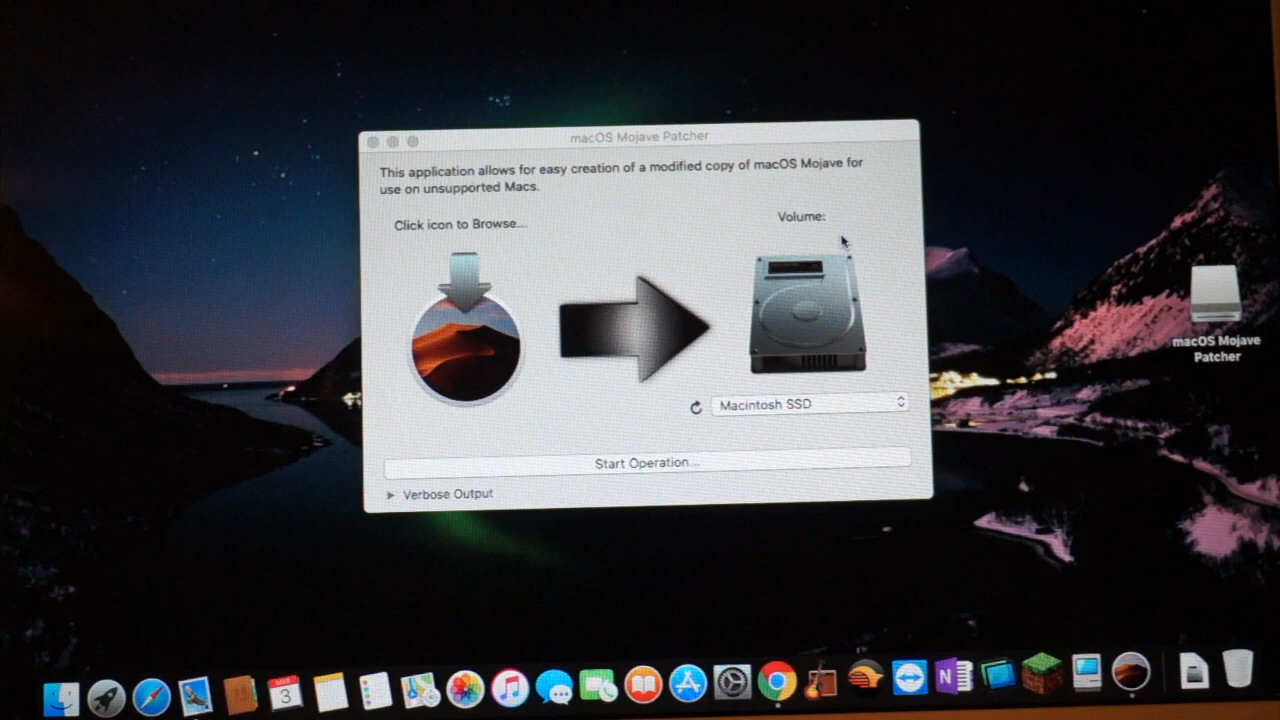 macOS Mojave Patcher
This application allows for easy creation of a modified copy of macOS Mojave for
use on unsupported Macs.
Click icon to Browse...
Volume:
Macintosh SSD
Start Operation...
Verbose Output
macOS Mojave
Patcher
MAR
3
N